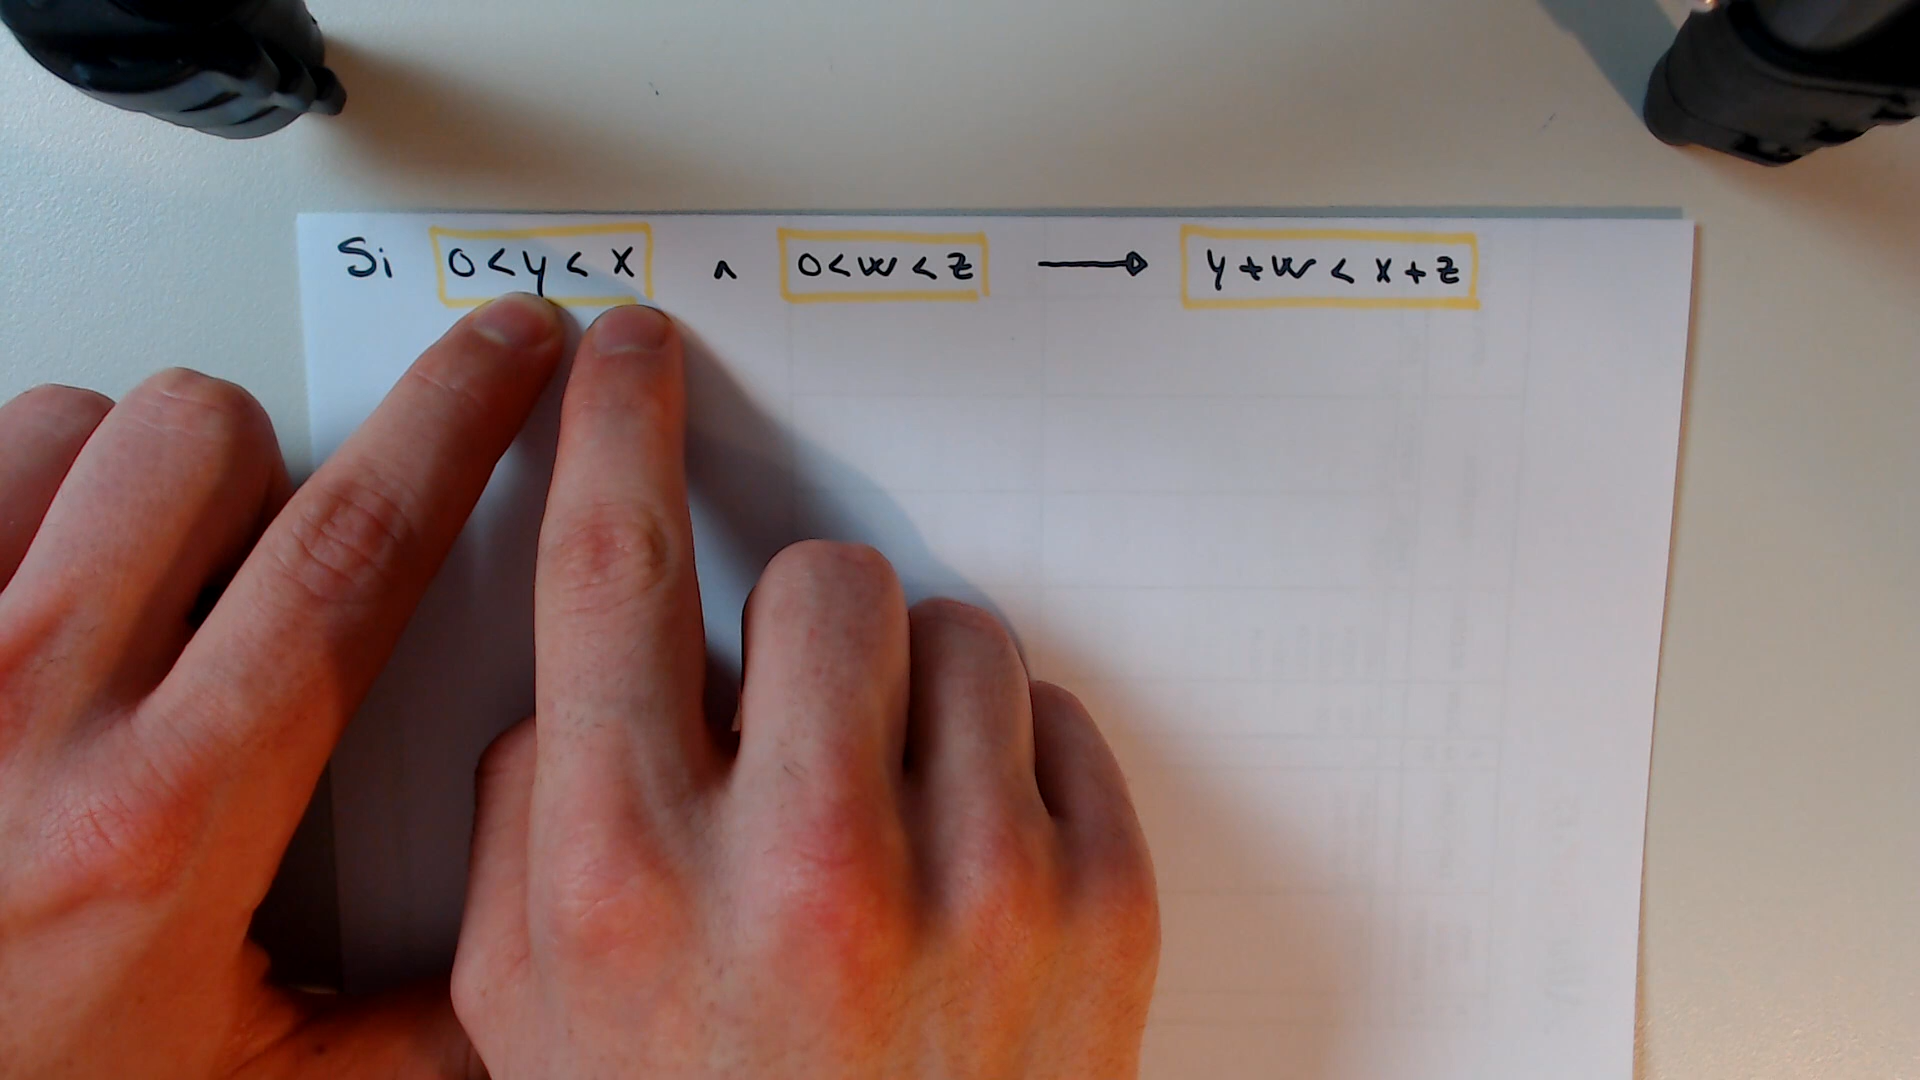 Si 0 < y < x ∧ 0 < w < z → y + w < x + z